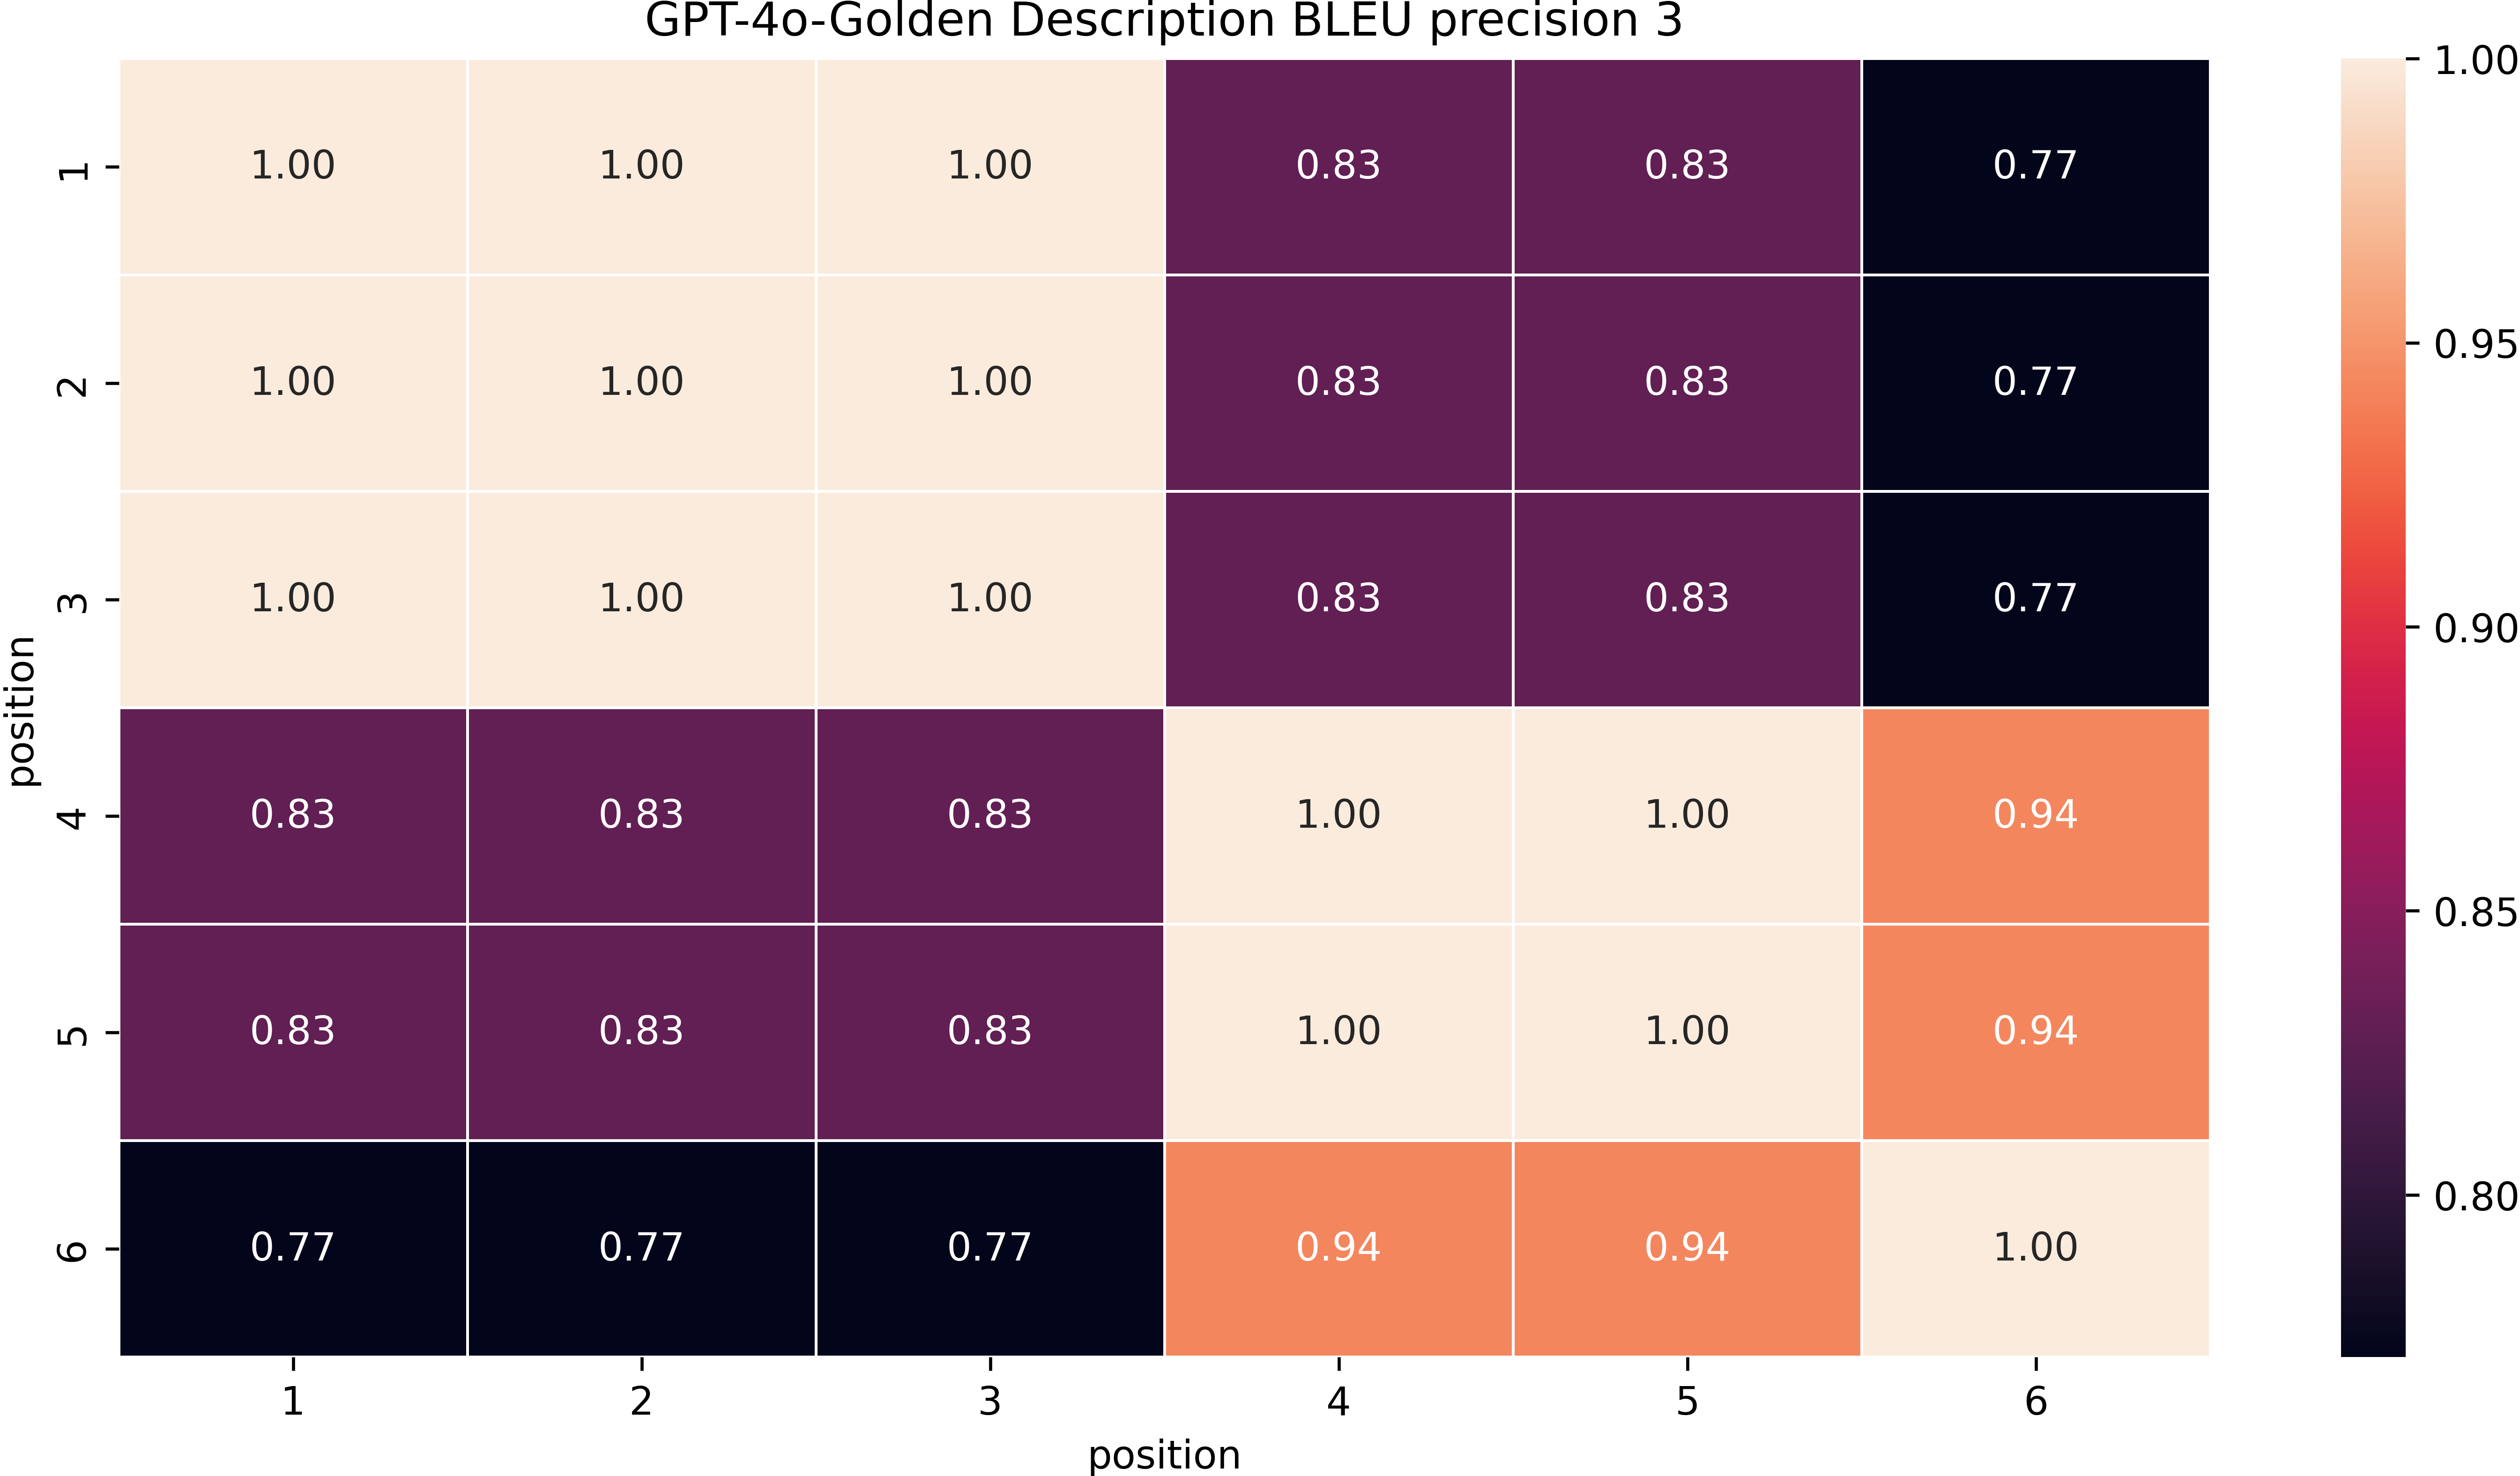 GPT-4o-Golden Description BLEU precision 3
1 1.00 1.00 1.00 0.83 0.83 0.77
2 1.00 1.00 1.00 0.83 0.83 0.77
3 1.00 1.00 1.00 0.83 0.83 0.77
4 0.83 0.83 0.83 1.00 1.00 0.94
5 0.83 0.83 0.83 1.00 1.00 0.94
6 0.77 0.77 0.77 0.94 0.94 1.00
position
1 2 3 4 5 6
position
1.00
0.95
0.90
0.85
0.80